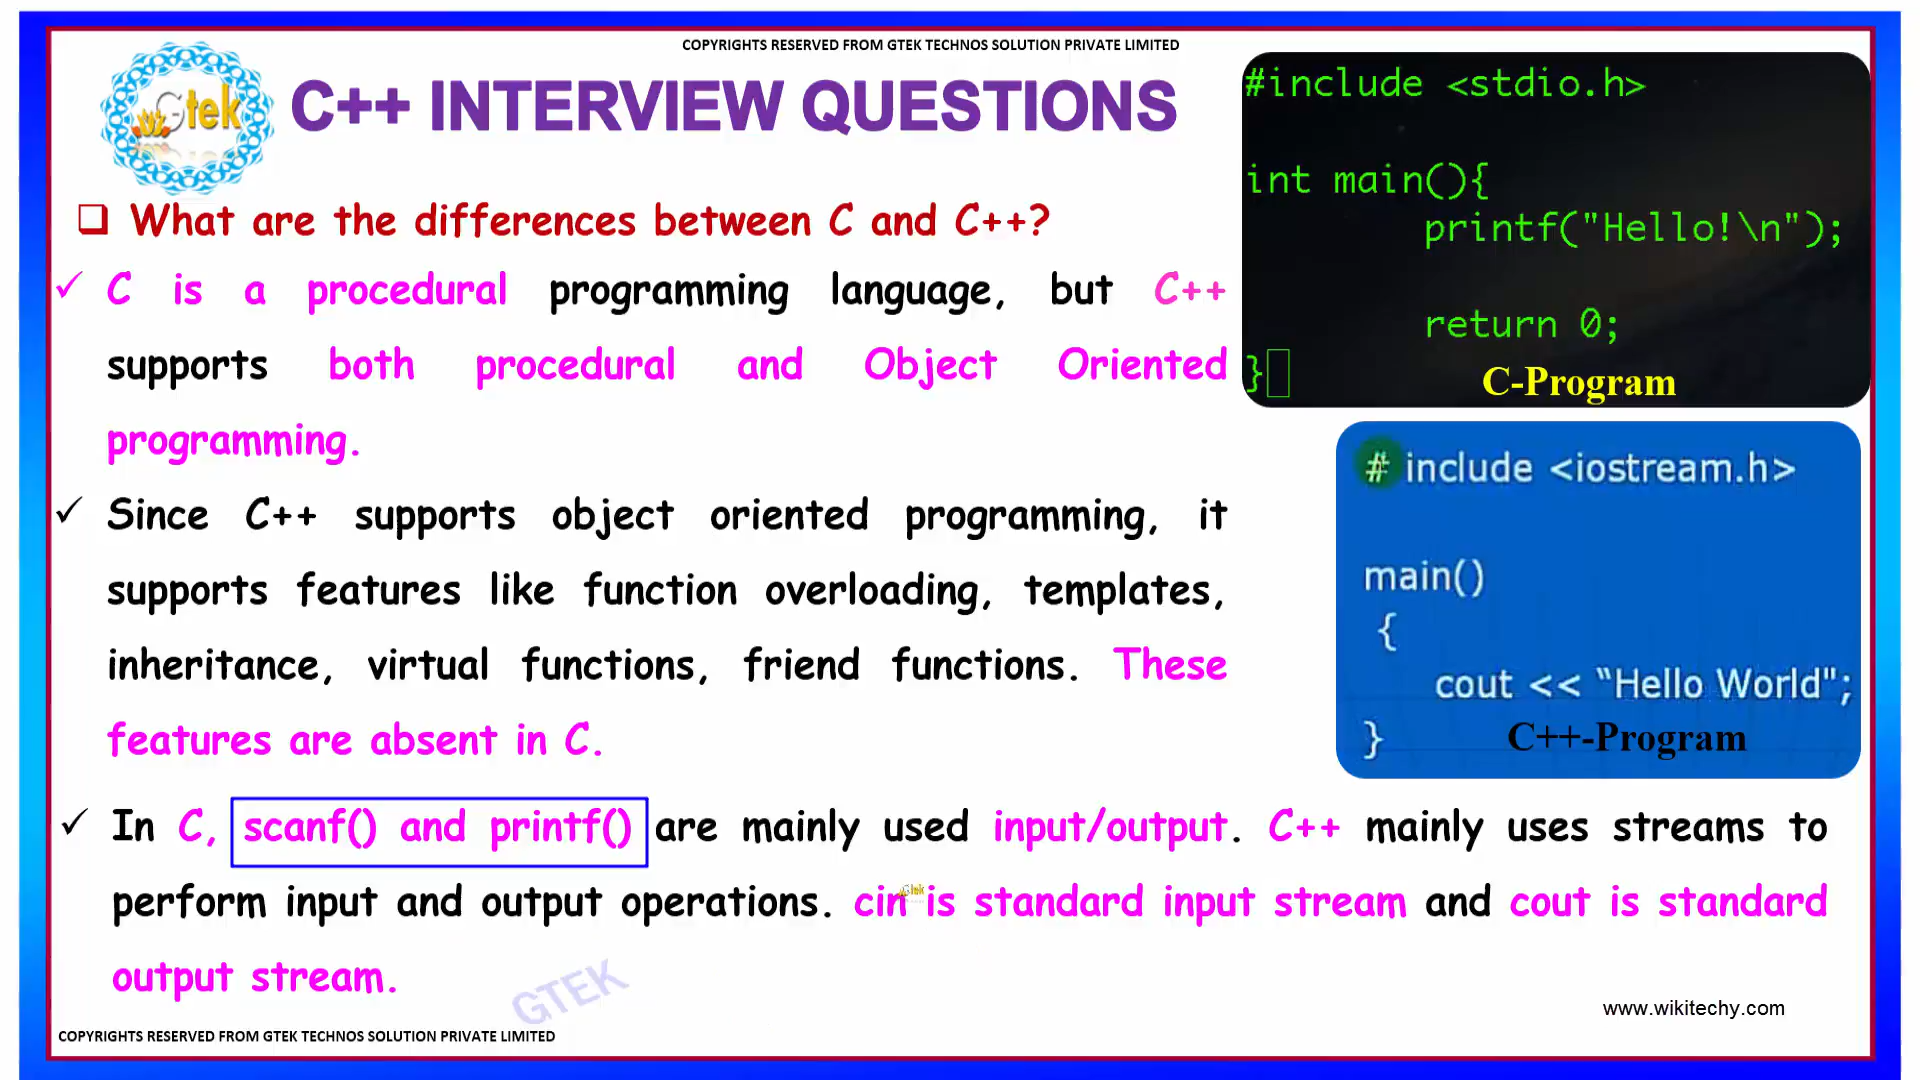 COPYRIGHTS RESERVED FROM GTEK TECHNOS SOLUTION PRIVATE LIMITED
Gtek
C++ INTERVIEW QUESTIONS
What are the differences between C and C++?
C is a procedural programming language, but C++
supports both procedural and Object Oriented
programming.
Since C++ supports object oriented programming, it
supports features like function overloading, templates,
inheritance, virtual functions, friend functions. These
features are absent in C.
In C, scanf() and printf() are mainly used input/output. C++ mainly uses streams to
perform input and output operations. cin is standard input stream and cout is standard
output stream.
#include <stdio.h>
int main(){
printf("Hello!\n");
return 0;
}
C-Program
# include <iostream.h>
main()
{
cout << “Hello World";
}
C++-Program
Gtek
GTEK
www.wikitechy.com
COPYRIGHTS RESERVED FROM GTEK TECHNOS SOLUTION PRIVATE LIMITED